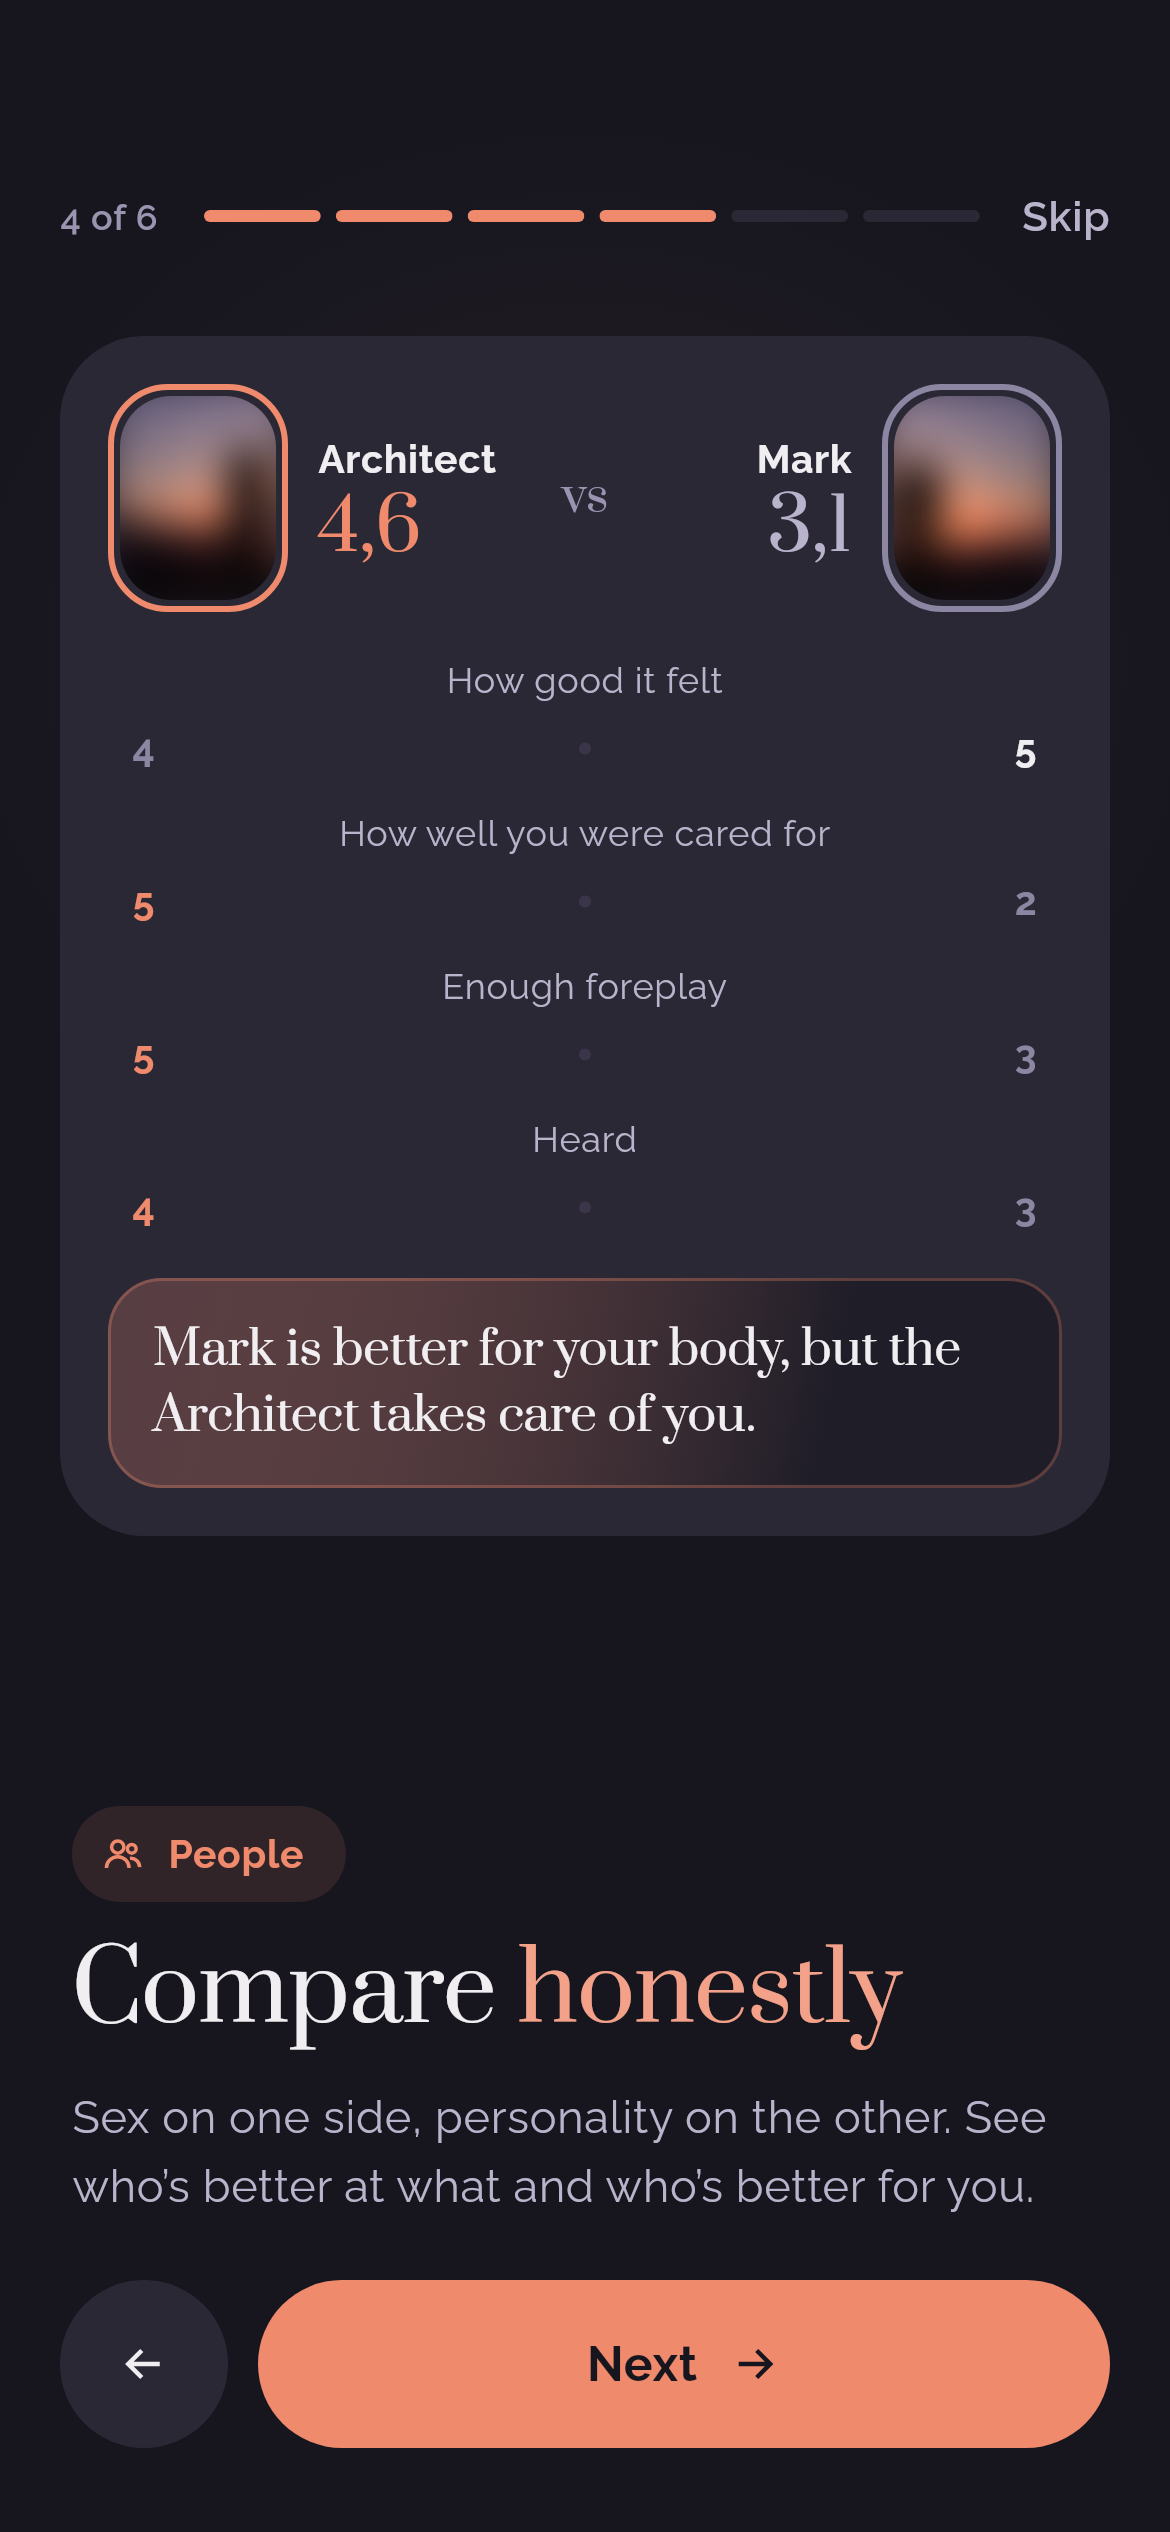 4 of 6
Skip
Architect
4,6
vs
Mark
3,1
How good it felt
4
5
How well you were cared for
5
2
Enough foreplay
5
3
Heard
4
3
Mark is better for your body, but the
Architect takes care of you.
People
Compare honestly
Sex on one side, personality on the other. See
who’s better at what and who’s better for you.
Next